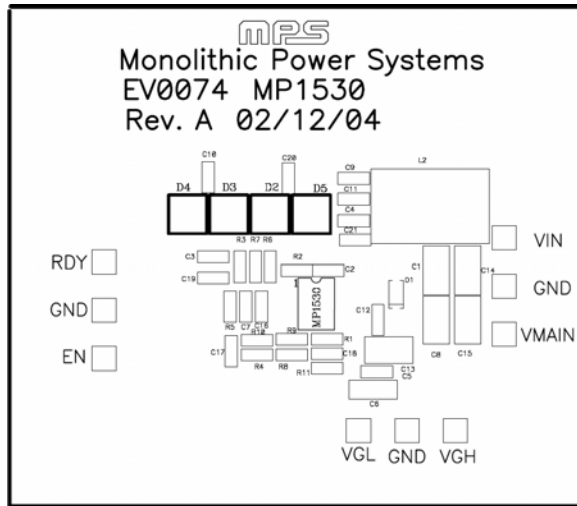 MPS
Monolithic Power Systems
EV0074 MP1530
Rev. A 02/12/04
C10
C20
C9
L2
D4
D3
D2
D5
C11
C4
C21
VIN
R3
R7
R6
C3
R2
C2
C1
C14
RDY
C19
1
MP1530
D1
GND
GND
R5
C7
C16
C12
VMAIN
R10
R9
R1
EN
C17
R4
R8
C18
C13
C8
C15
R11
C5
C6
VGL
GND
VGH